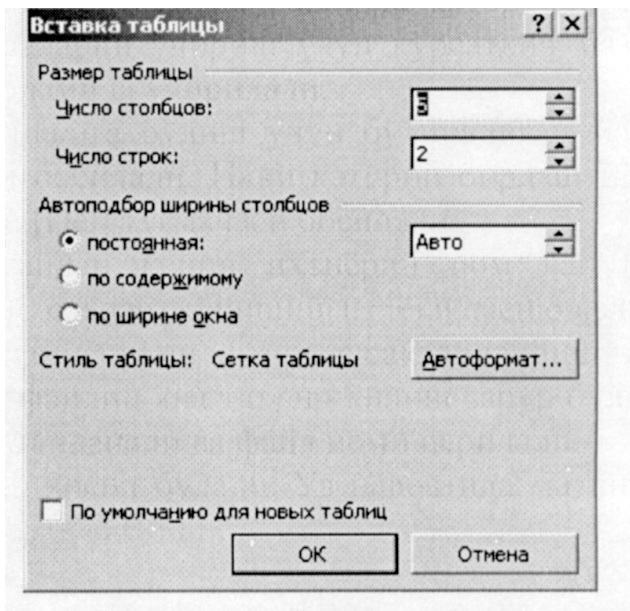 Вставка таблицы
Размер таблицы
Число столбцов: 5
Число строк: 2
Автоподбор ширины столбцов
постоянная: Авто
по содержимому
по ширине окна
Стиль таблицы: Сетка таблицы Автоформат...
По умолчанию для новых таблиц
ОК Отмена